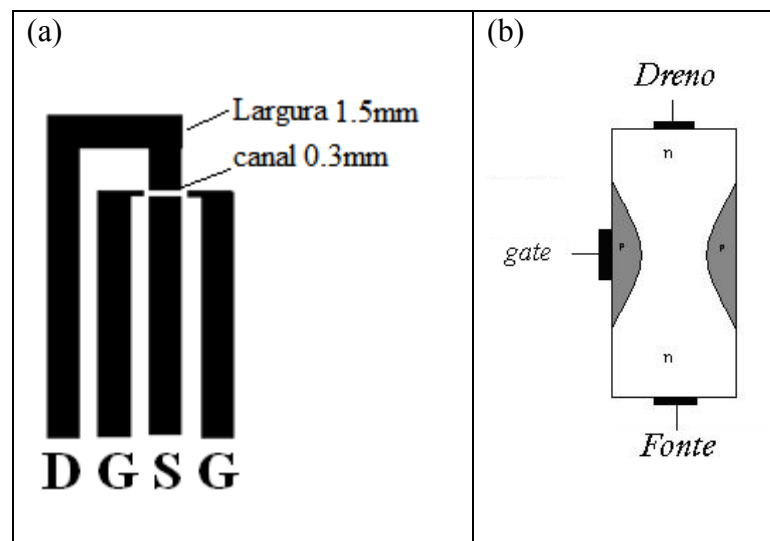 (a)
Largura 1.5mm
canal 0.3mm
D G S G
(b)
Dreno
n
gate
P
P
n
Fonte